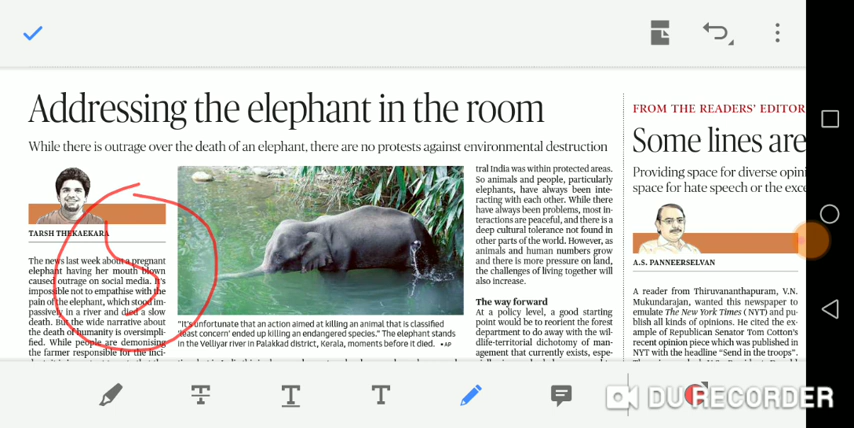 Addressing the elephant in the room
While there is outrage over the death of an elephant, there are no protests against environmental destruction
TARSH THEKAEKARA
The news last week about a pregnant
elephant having her mouth blown
caused outrage on social media. It's
impossible not to empathise with the
pain of the elephant, which stood im-
passively in a river and died a slow
death. But the wide narrative about
the death of humanity is oversimpli-
fied. While people are demonising
the farmer responsible for the inci-
"It's unfortunate that an action aimed at killing an animal that is classified
'least concern' ended up killing an endangered species." The elephant stands
in the Velliyar river in Palakkad district, Kerala, moments before it died. • AP
tral India was within protected areas.
So animals and people, particularly
elephants, have always been inte-
racting with each other. While there
have always been problems, most in-
teractions are peaceful, and there is
a deep cultural tolerance not found in
other parts of the world. However, as
animals and human numbers grow
and there is more pressure on land,
the challenges of living together will
also increase.
The way forward
At a policy level, a good starting
point would be to reorient the forest
department to do away with the wil-
dlife-territorial dichotomy of man-
agement that currently exists, espe-
FROM THE READERS' EDITOR
Some lines are
Providing space for diverse opini
space for hate speech or the exce
A.S. PANNEERSELVAN
A reader from Thiruvananthapuram, V.N.
Mukundarajan, wanted this newspaper to
emulate The New York Times (NYT) and pu-
blish all kinds of opinions. He cited the ex-
ample of Republican Senator Tom Cotton's
recent opinion piece which was published in
NYT with the headline "Send in the troops".
DU RECORDER